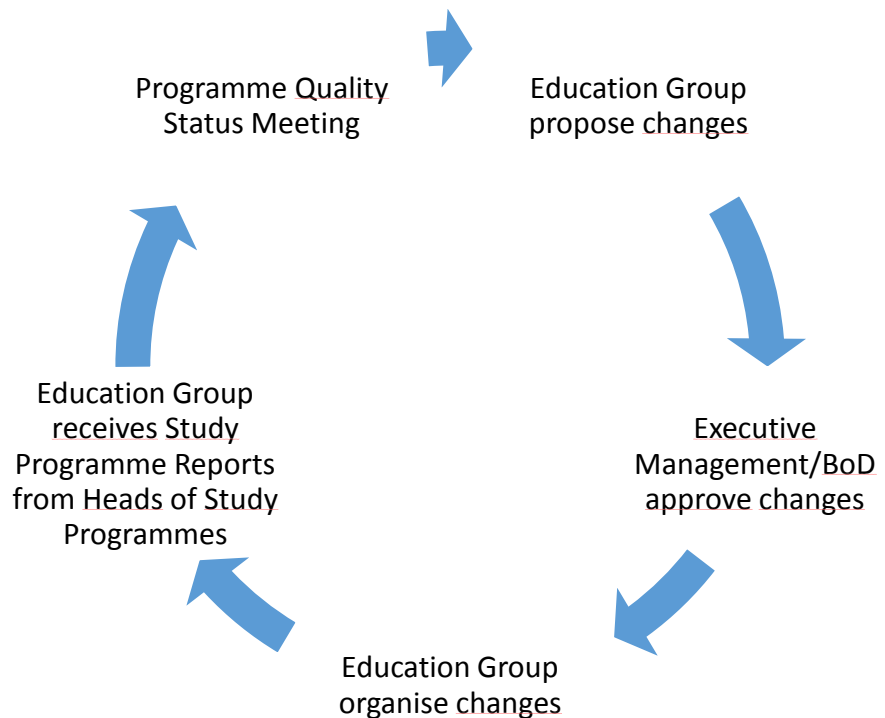 Programme Quality
Status Meeting
Education Group
propose changes
Executive
Management/BoD
approve changes
Education Group
organise changes
Education Group
receives Study
Programme Reports
from Heads of Study
Programmes